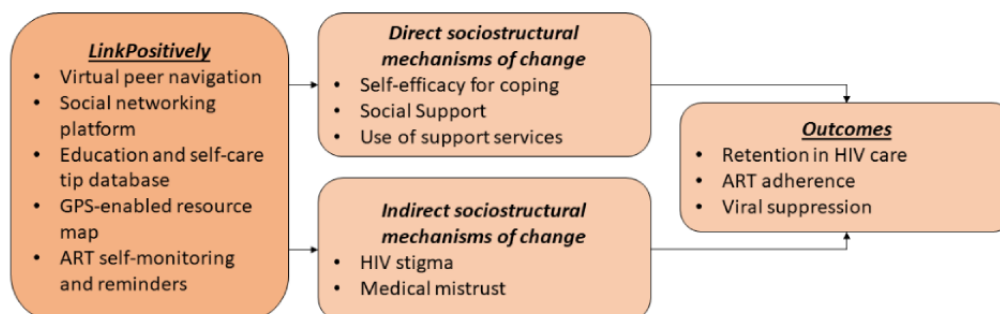 LinkPositively
• Virtual peer navigation
• Social networking
platform
• Education and self-care
tip database
• GPS-enabled resource
map
• ART self-monitoring
and reminders
Direct sociostructural
mechanisms of change
• Self-efficacy for coping
• Social Support
• Use of support services
Indirect sociostructural
mechanisms of change
• HIV stigma
• Medical mistrust
Outcomes
• Retention in HIV care
• ART adherence
• Viral suppression